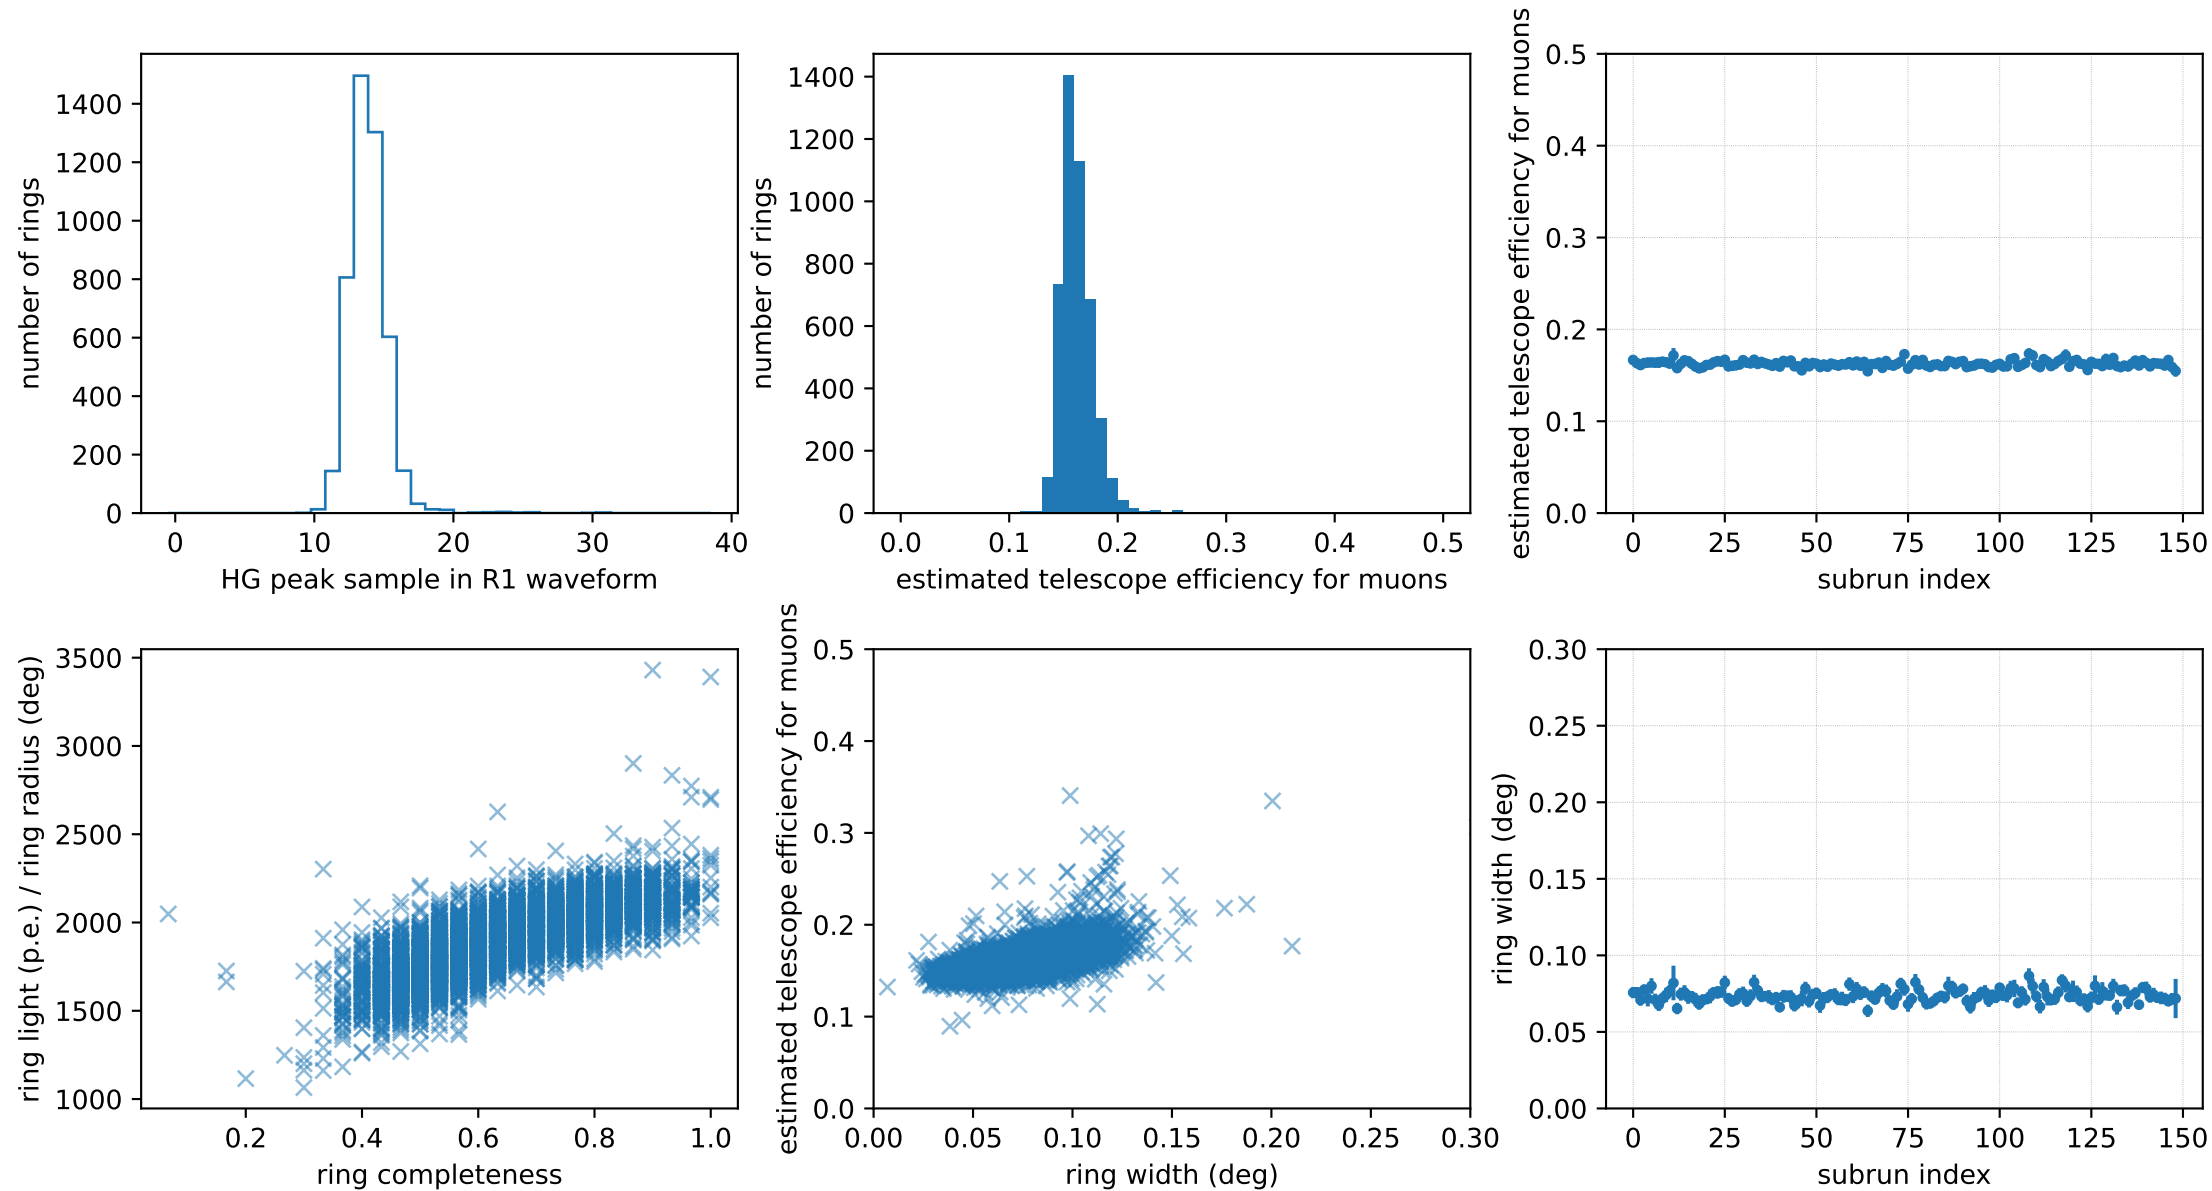 1400
1200
1000
800
600
400
200
0
number of rings
0 10 20 30 40
HG peak sample in R1 waveform
1400
1200
1000
800
600
400
200
0
number of rings
0.0 0.1 0.2 0.3 0.4 0.5
estimated telescope efficiency for muons
0.5
0.4
0.3
0.2
0.1
0.0
estimated telescope efficiency for muons
0 25 50 75 100 125 150
subrun index
3500
3000
2500
2000
1500
1000
ring light (p.e.) / ring radius (deg)
0.2 0.4 0.6 0.8 1.0
ring completeness
0.5
0.4
0.3
0.2
0.1
0.0
estimated telescope efficiency for muons
0.00 0.05 0.10 0.15 0.20 0.25 0.30
ring width (deg)
0.30
0.25
0.20
0.15
0.10
0.05
0.00
ring width (deg)
0 25 50 75 100 125 150
subrun index